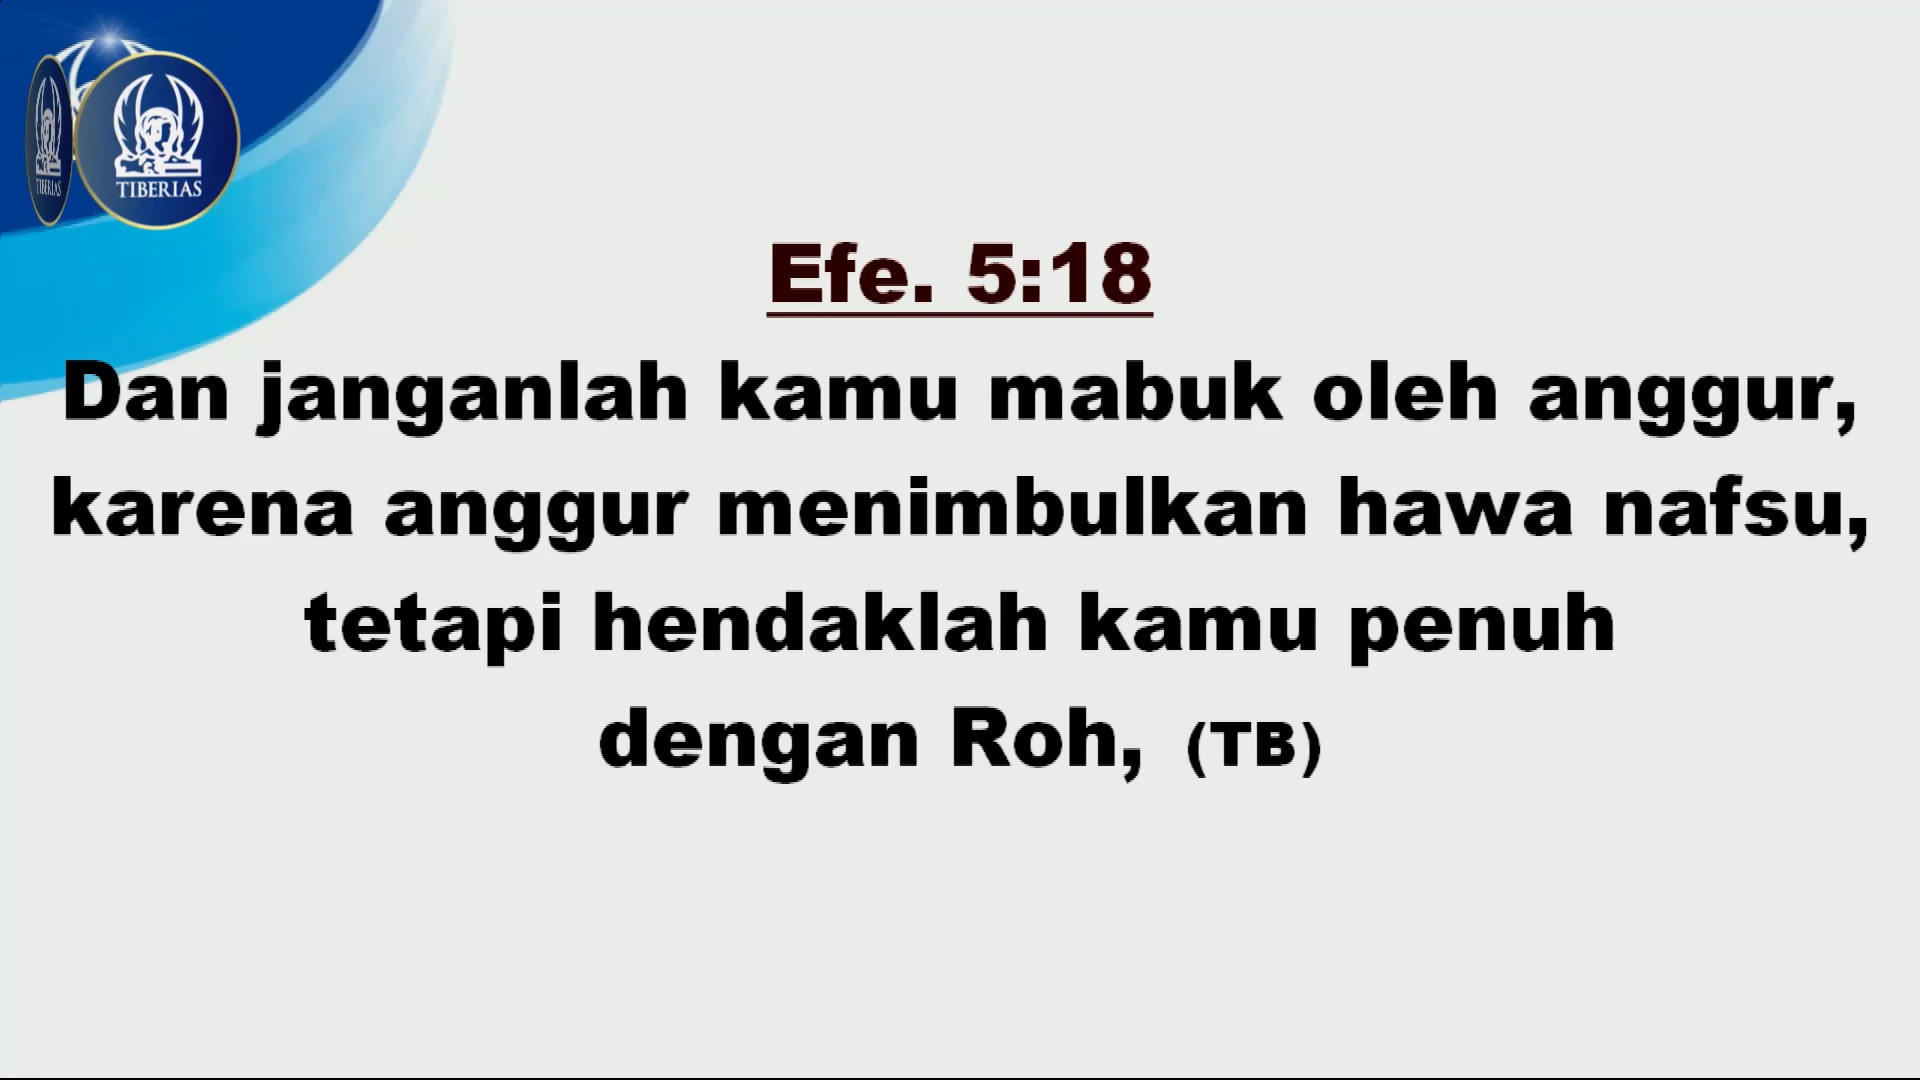 TIBERIAS
TIBERIAS
Efe. 5:18
Dan janganlah kamu mabuk oleh anggur,
karena anggur menimbulkan hawa nafsu,
tetapi hendaklah kamu penuh
dengan Roh, (TB)